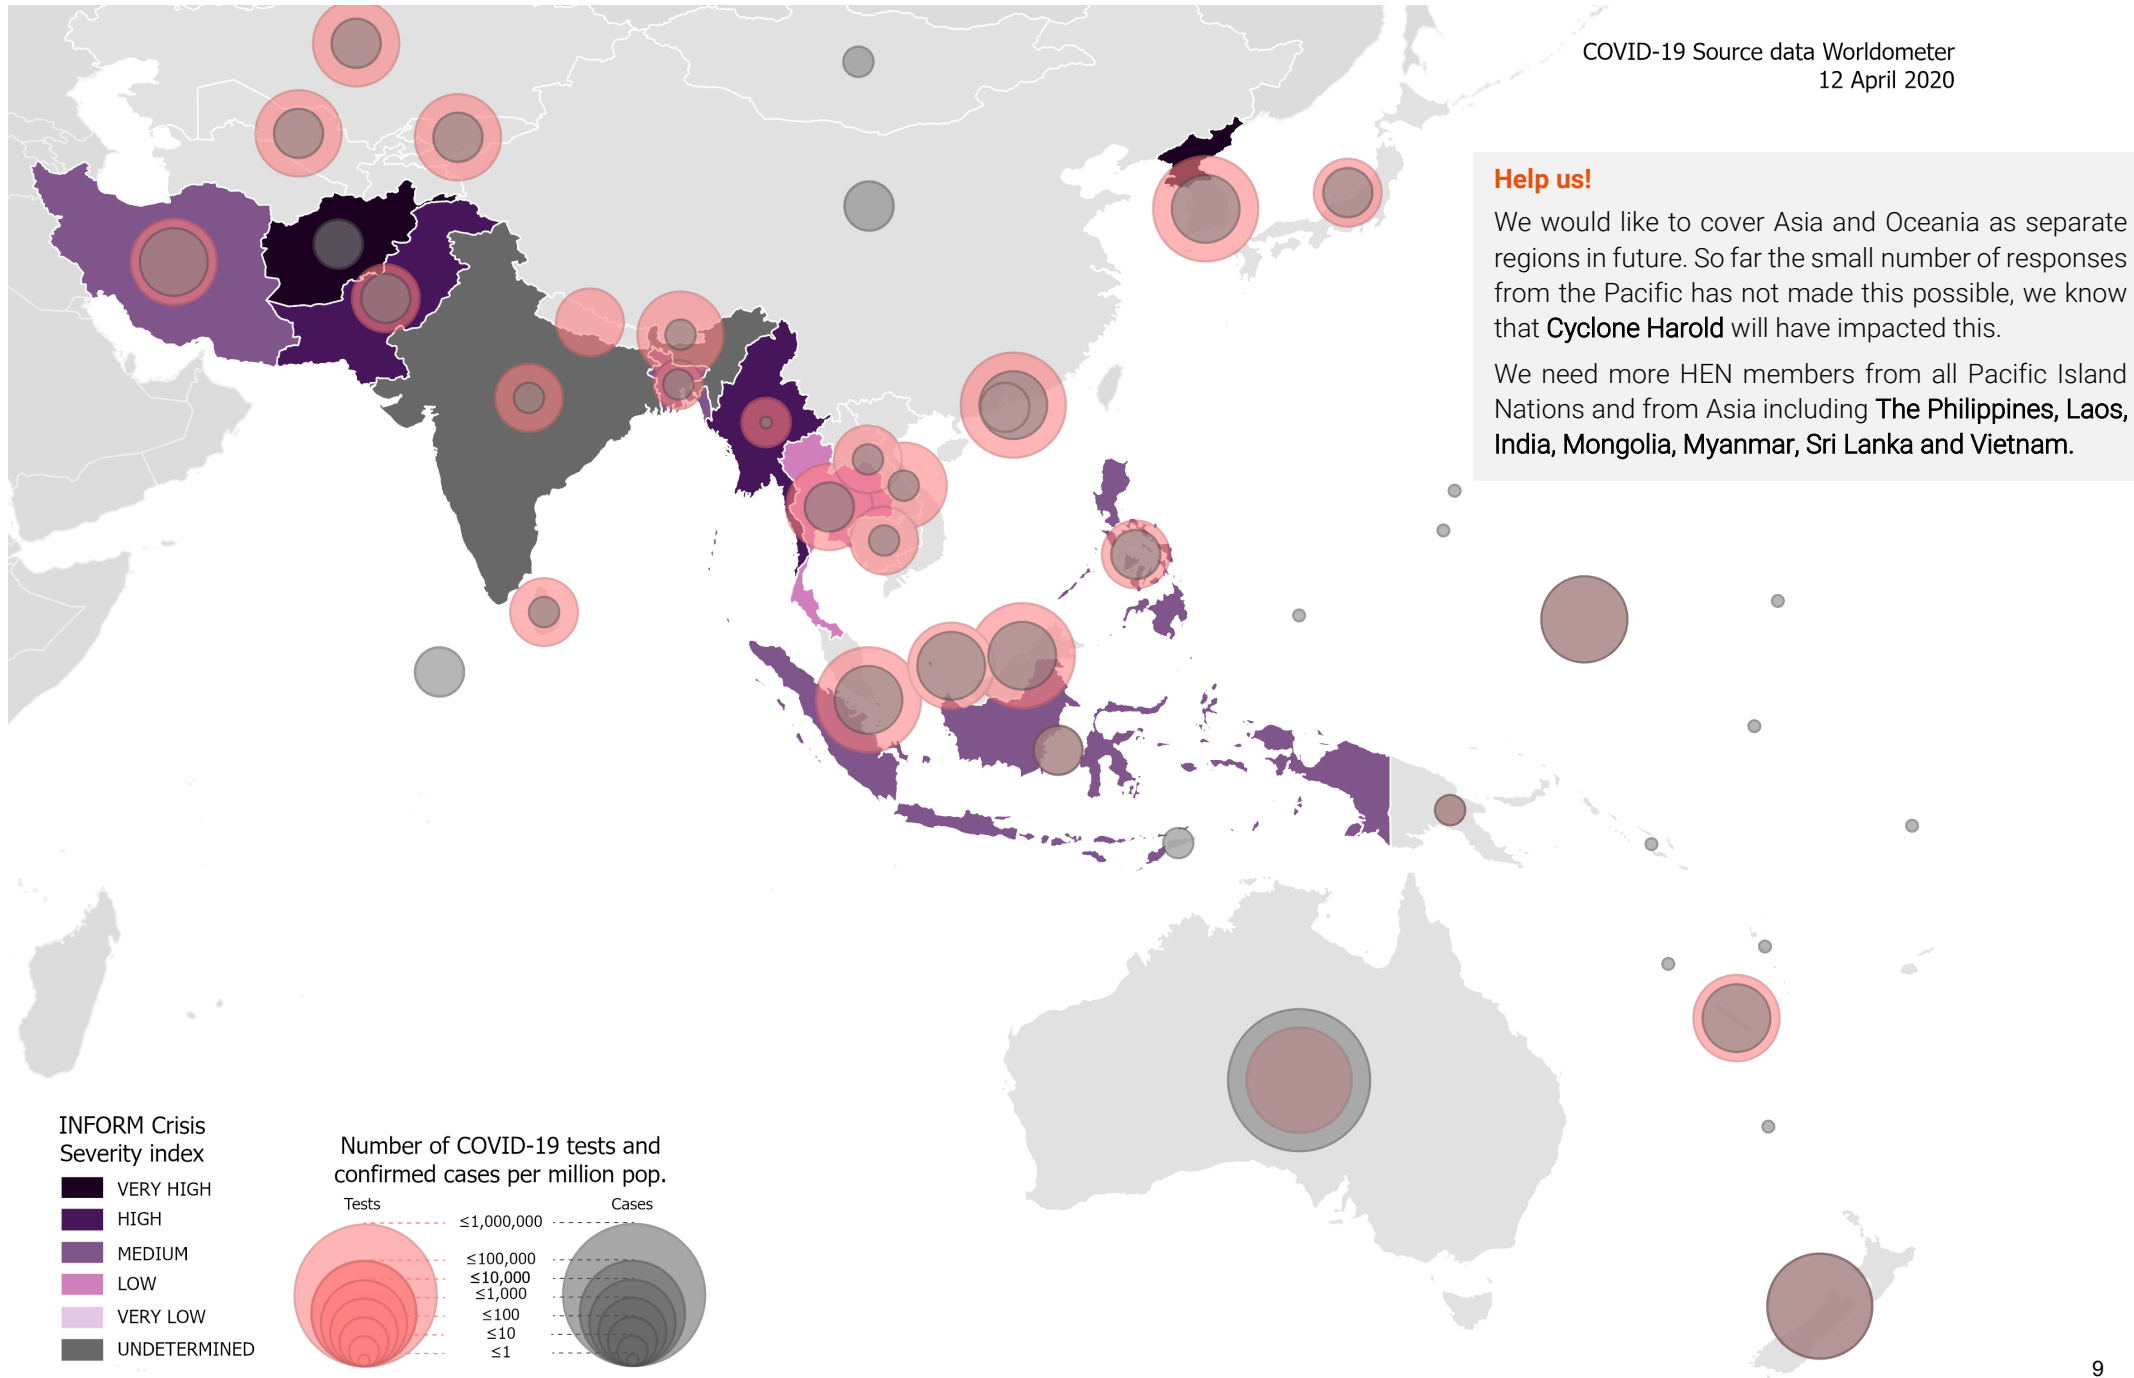 COVID-19 Source data Worldometer
12 April 2020
Help us!
We would like to cover Asia and Oceania as separate
regions in future. So far the small number of responses
from the Pacific has not made this possible, we know
that Cyclone Harold will have impacted this.
We need more HEN members from all Pacific Island
Nations and from Asia including The Philippines, Laos,
India, Mongolia, Myanmar, Sri Lanka and Vietnam.
INFORM Crisis
Severity index
VERY HIGH
HIGH
MEDIUM
LOW
VERY LOW
UNDETERMINED
Number of COVID-19 tests and
confirmed cases per million pop.
Tests
Cases
≤1,000,000
≤100,000
≤10,000
≤1,000
≤100
≤10
≤1
9